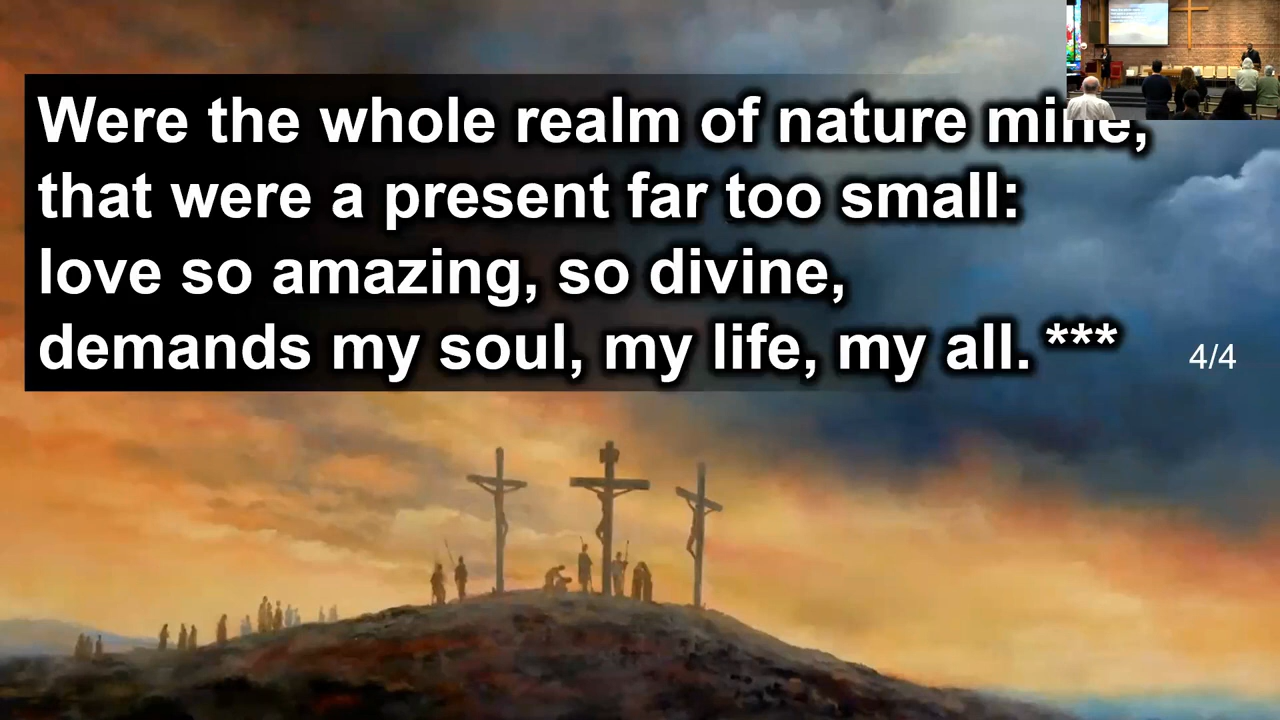 Were the whole realm of nature mine,
that were a present far too small:
love so amazing, so divine,
demands my soul, my life, my all. ***
4/4